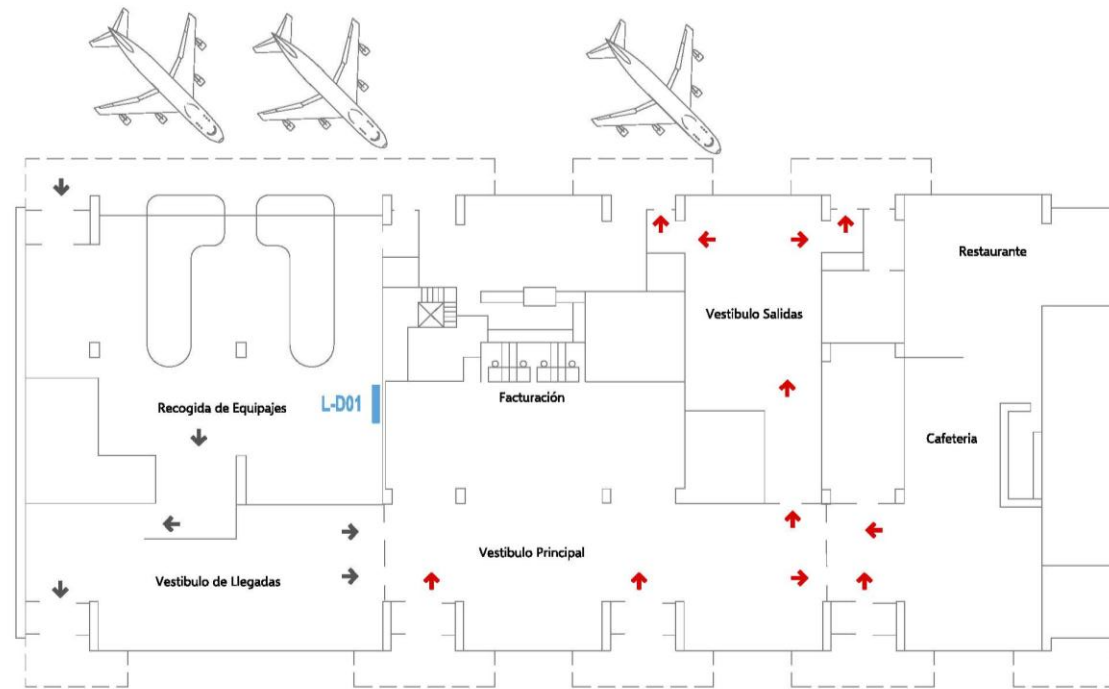 Restaurante
Vestibulo Salidas
Facturación
L-D01
Recogida de Equipajes
Cafeteria
Vestibulo Principal
Vestibulo de Llegadas